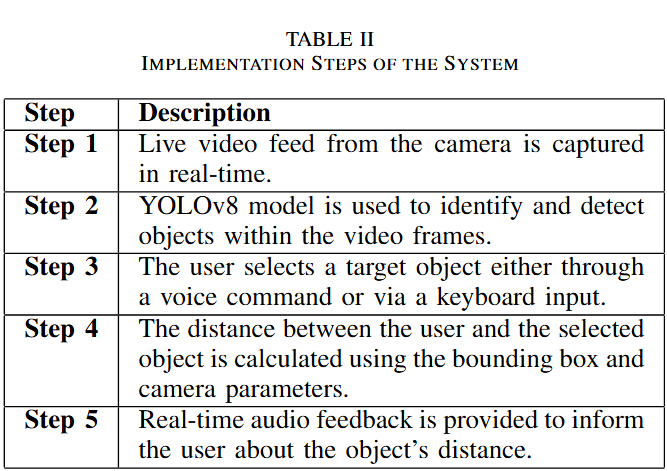 TABLE II
IMPLEMENTATION STEPS OF THE SYSTEM
Step Description
Step 1 Live video feed from the camera is captured
in real-time.
Step 2 YOLOv8 model is used to identify and detect
objects within the video frames.
Step 3 The user selects a target object either through
a voice command or via a keyboard input.
Step 4 The distance between the user and the selected
object is calculated using the bounding box and
camera parameters.
Step 5 Real-time audio feedback is provided to inform
the user about the object's distance.